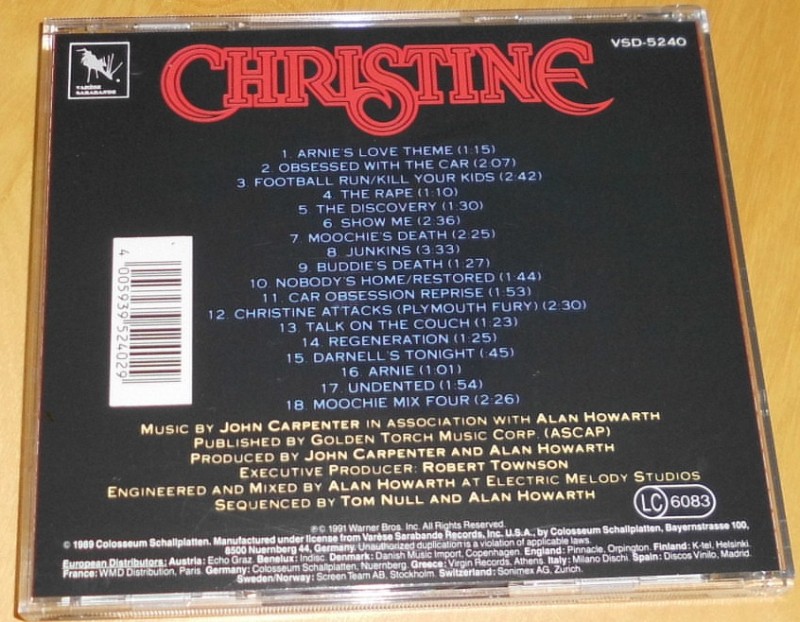 VARÈSE
SARABANDE
CHRISTINE
VSD-5240
1. ARNIE'S LOVE THEME (1:15)
2. OBSESSED WITH THE CAR (2:07)
3. FOOTBALL RUN/KILL YOUR KIDS (2:42)
4. THE RAPE (1:10)
5. THE DISCOVERY (1:30)
6. SHOW ME (2:36)
7. MOOCHIE'S DEATH (2:25)
8. JUNKINS (3:33)
9. BUDDIE'S DEATH (1:27)
10. NOBODY'S HOME/RESTORED (1:44)
11. CAR OBSESSION REPRISE (1:53)
12. CHRISTINE ATTACKS (PLYMOUTH FURY) (2:30)
13. TALK ON THE COUCH (1:23)
14. REGENERATION (1:25)
15. DARNELL'S TONIGHT (:45)
16. ARNIE (1:01)
17. UNDENTED (1:54)
18. MOOCHIE MIX FOUR (2:26)
4 005939 524029
MUSIC BY JOHN CARPENTER IN ASSOCIATION WITH ALAN HOWARTH
PUBLISHED BY GOLDEN TORCH MUSIC CORP. (ASCAP)
PRODUCED BY JOHN CARPENTER AND ALAN HOWARTH
EXECUTIVE PRODUCER: ROBERT TOWNSON
ENGINEERED AND MIXED BY ALAN HOWARTH AT ELECTRIC MELODY STUDIOS
SEQUENCED BY TOM NULL AND ALAN HOWARTH
LC 6083
℗© 1991 Warner Bros. Inc. All Rights Reserved.
© 1989 Colosseum Schallplatten. Manufactured under license from Varèse Sarabande Records, Inc. U.S.A., by Colosseum Schallplatten, Bayernstrasse 100,
8500 Nuernberg 44, Germany. Unauthorized duplication is a violation of applicable laws.
European Distributors: Austria: Echo Graz. Benelux: Indisc. Denmark: Danish Music Import, Copenhagen. England: Pinnacle, Orpington. Finland: K-tel, Helsinki.
France: WMD Distribution, Paris. Germany: Colosseum Schallplatten, Nuernberg. Greece: Virgin Records, Athens. Italy: Milano Dischi. Spain: Discos Vinilo, Madrid.
Sweden/Norway: Screen Team AB, Stockholm. Switzerland: Sonimex AG, Zurich.